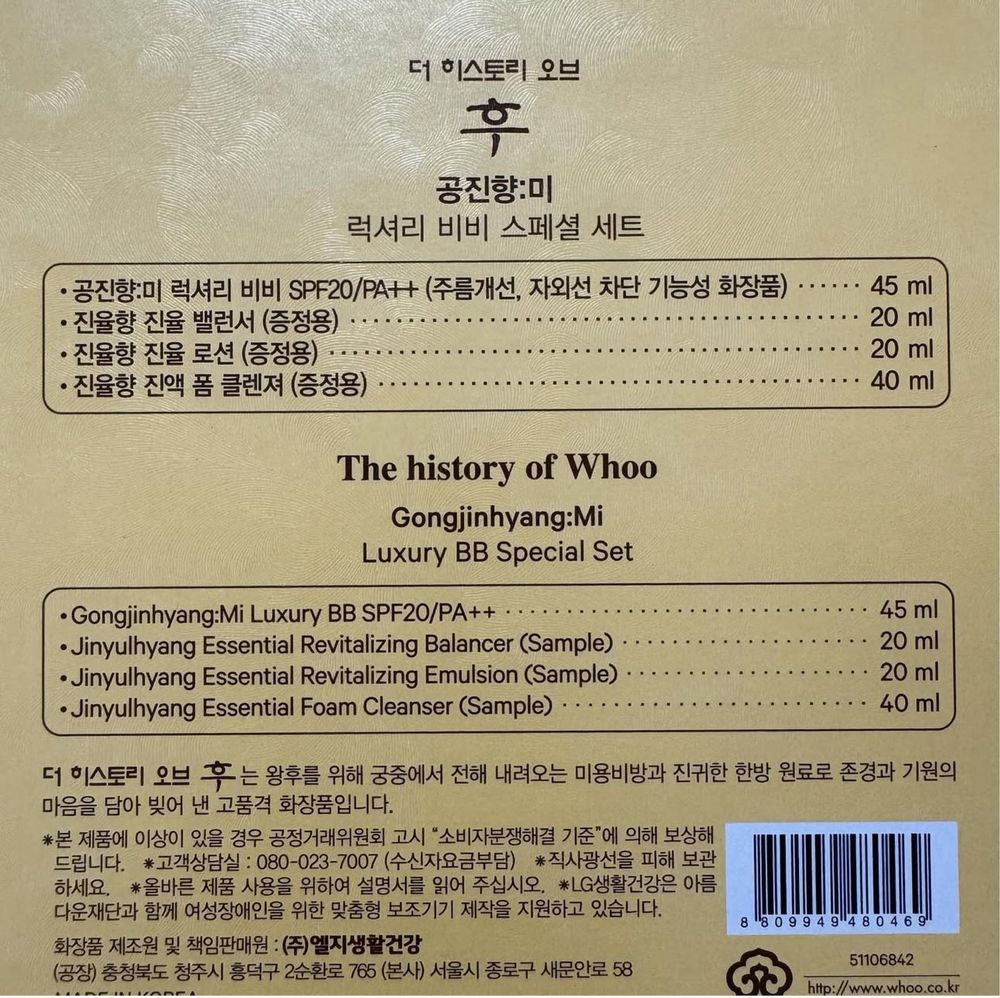 더 히스토리 오브
후
공진향:미
럭셔리 비비 스페셜 세트
• 공진향:미 럭셔리 비비 SPF20/PA++ (주름개선, 자외선 차단 기능성 화장품) ······ 45 ml
• 진율향 진율 밸런서 (증정용) ······ 20 ml
• 진율향 진율 로션 (증정용) ······ 20 ml
• 진율향 진액 폼 클렌져 (증정용) ······ 40 ml
The history of Whoo
Gongjinhyang:Mi
Luxury BB Special Set
• Gongjinhyang:Mi Luxury BB SPF20/PA++ ······ 45 ml
• Jinyulhyang Essential Revitalizing Balancer (Sample) ······ 20 ml
• Jinyulhyang Essential Revitalizing Emulsion (Sample) ······ 20 ml
• Jinyulhyang Essential Foam Cleanser (Sample) ······ 40 ml
더 히스토리 오브 후는 왕후를 위해 궁중에서 전해 내려오는 미용비방과 진귀한 한방 원료로 존경과 기원의
마음을 담아 빚어 낸 고품격 화장품입니다.
*본 제품에 이상이 있을 경우 공정거래위원회 고시 “소비자분쟁해결 기준”에 의해 보상해
드립니다. *고객상담실 : 080-023-7007 (수신자요금부담) *직사광선을 피해 보관
하세요. *올바른 제품 사용을 위하여 설명서를 읽어 주십시오. *LG생활건강은 아름
다운재단과 함께 여성장애인을 위한 맞춤형 보조기기 제작을 지원하고 있습니다.
8 809949 480469
화장품 제조원 및 책임판매원 : (주)엘지생활건강
(공장) 충청북도 청주시 흥덕구 2순환로 765 (본사) 서울시 종로구 새문안로 58
MADE IN KOREA
51106842
http://www.whoo.co.kr